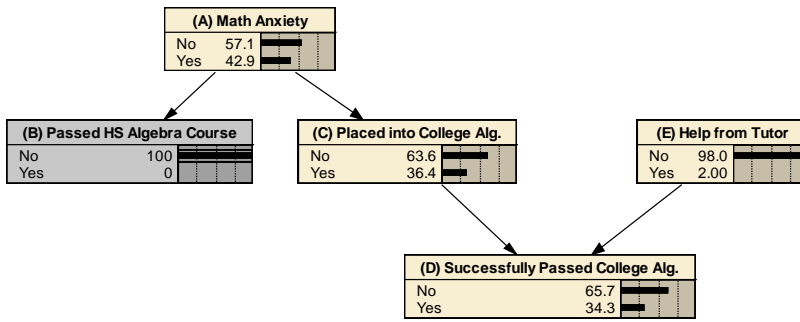 (A) Math Anxiety
No 57.1
Yes 42.9
(B) Passed HS Algebra Course
No 100
Yes 0
(C) Placed into College Alg.
No 63.6
Yes 36.4
(E) Help from Tutor
No 98.0
Yes 2.00
(D) Successfully Passed College Alg.
No 65.7
Yes 34.3